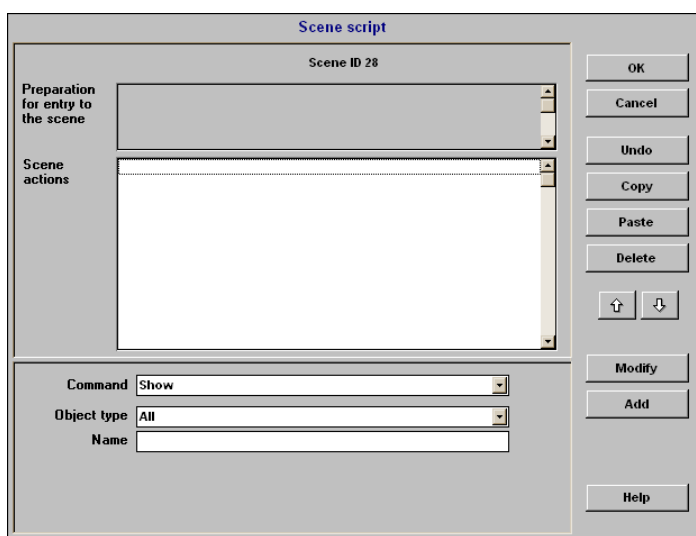 Scene script
Scene ID 28
Preparation
for entry to
the scene
Scene
actions
Command Show
Object type All
Name
OK
Cancel
Undo
Copy
Paste
Delete
Modify
Add
Help